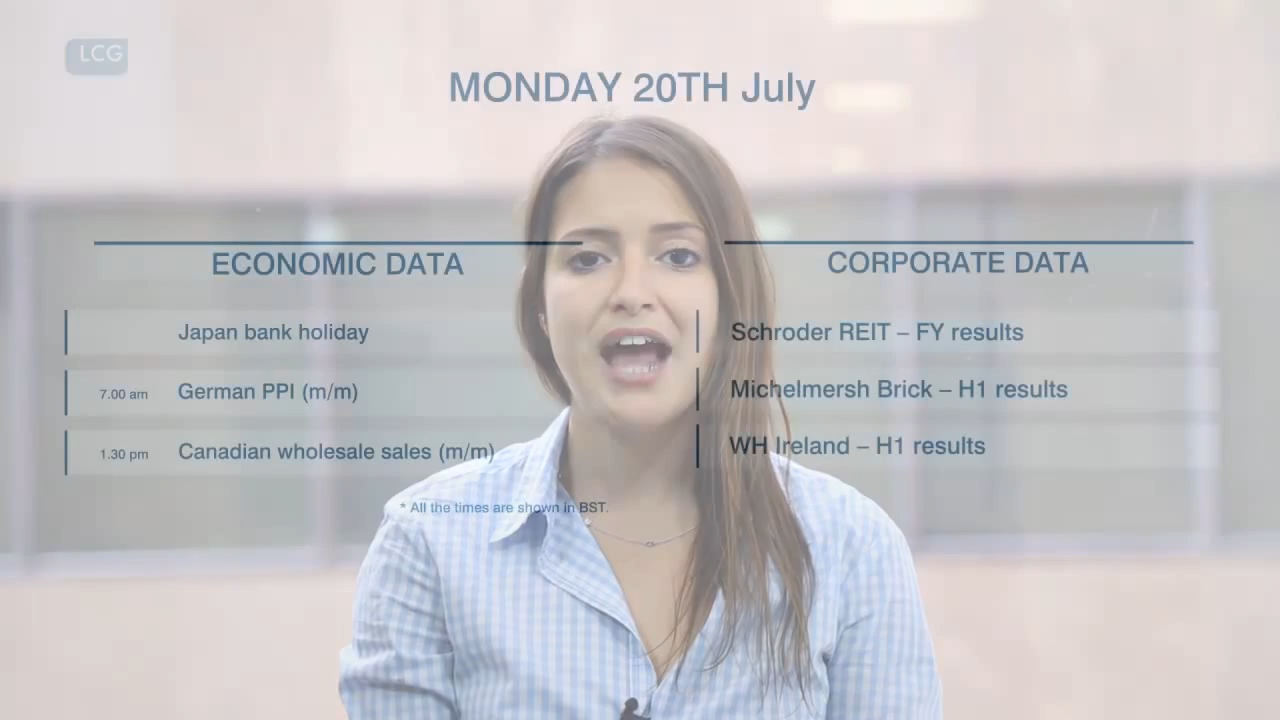 LCG
MONDAY 20TH July
ECONOMIC DATA
Japan bank holiday
7.00 am German PPI (m/m)
1.30 pm Canadian wholesale sales (m/m)
* All the times are shown in BST.
CORPORATE DATA
Schroder REIT – FY results
Michelmersh Brick – H1 results
WH Ireland – H1 results